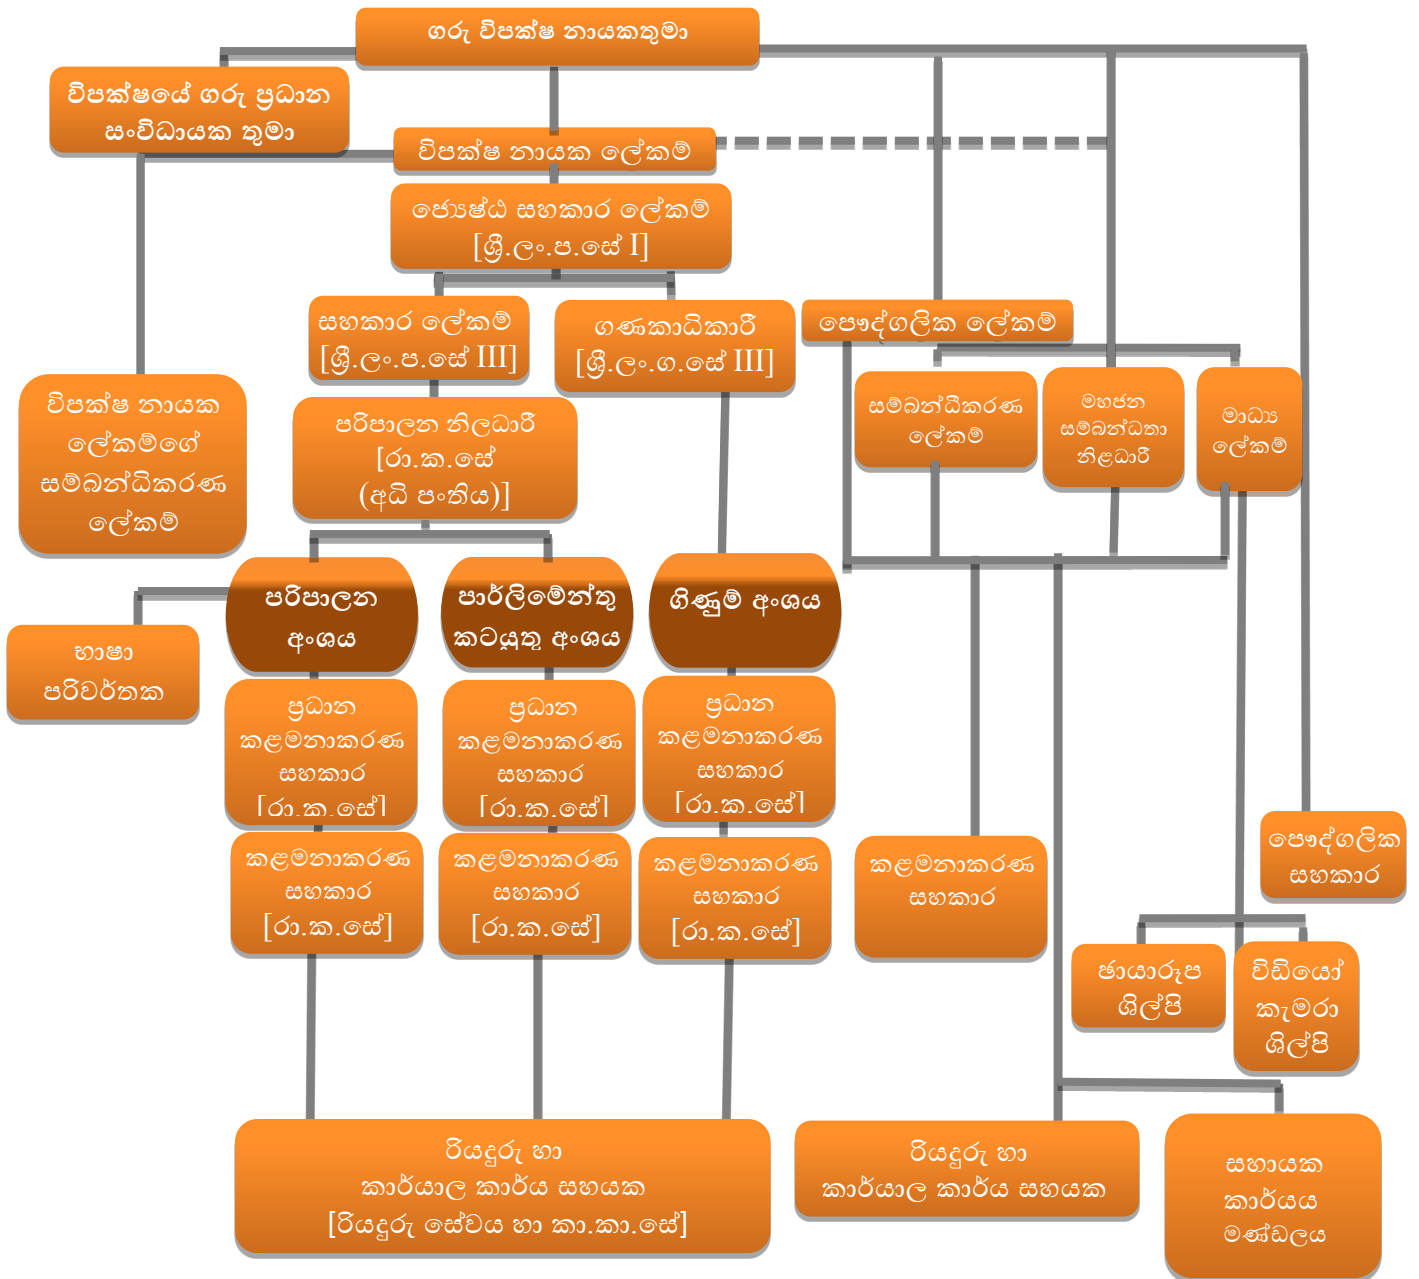 ගරු විපක්ෂ නායකතුමා
විපක්ෂයේ ගරු ප්‍රධාන
සංවිධායක තුමා
විපක්ෂ නායක ලේකම්
ජ්‍යෙෂ්ඨ සහකාර ලේකම්
[ශ්‍රී.ලං.ප.සේ I]
සහකාර ලේකම්
[ශ්‍රී.ලං.ප.සේ III]
ගණකාධිකාරී
[ශ්‍රී.ලං.ග.සේ III]
පෞද්ගලික ලේකම්
විපක්ෂ නායක
ලේකම්ගේ
සම්බන්ධිකරණ
ලේකම්
පරිපාලන නිලධාරී
[රා.ක.සේ
(අධි පංතිය)]
සම්බන්ධීකරණ
ලේකම්
මහජන
සම්බන්ධතා
නිළධාරී
මාධ්‍ය
ලේකම්
පරිපාලන
අංශය
පාර්ලිමේන්තු
කටයුතු අංශය
ගිණුම් අංශය
භාෂා
පරිවර්තක
ප්‍රධාන
කළමනාකරණ
සහකාර
[රා.ක.සේ]
ප්‍රධාන
කළමනාකරණ
සහකාර
[රා.ක.සේ]
ප්‍රධාන
කළමනාකරණ
සහකාර
[රා.ක.සේ]
කළමනාකරණ
සහකාර
[රා.ක.සේ]
කළමනාකරණ
සහකාර
[රා.ක.සේ]
කළමනාකරණ
සහකාර
[රා.ක.සේ]
කළමනාකරණ
සහකාර
පෞද්ගලික
සහකාර
ඡායාරූප
ශිල්පි
විඩියෝ
කැමරා
ශිල්පි
රියදුරු හා
කාර්යාල කාර්ය සහයක
[රියදුරු සේවය හා කා.කා.සේ]
රියදුරු හා
කාර්යාල කාර්ය සහයක
සහායක
කාර්යය
මණ්ඩලය